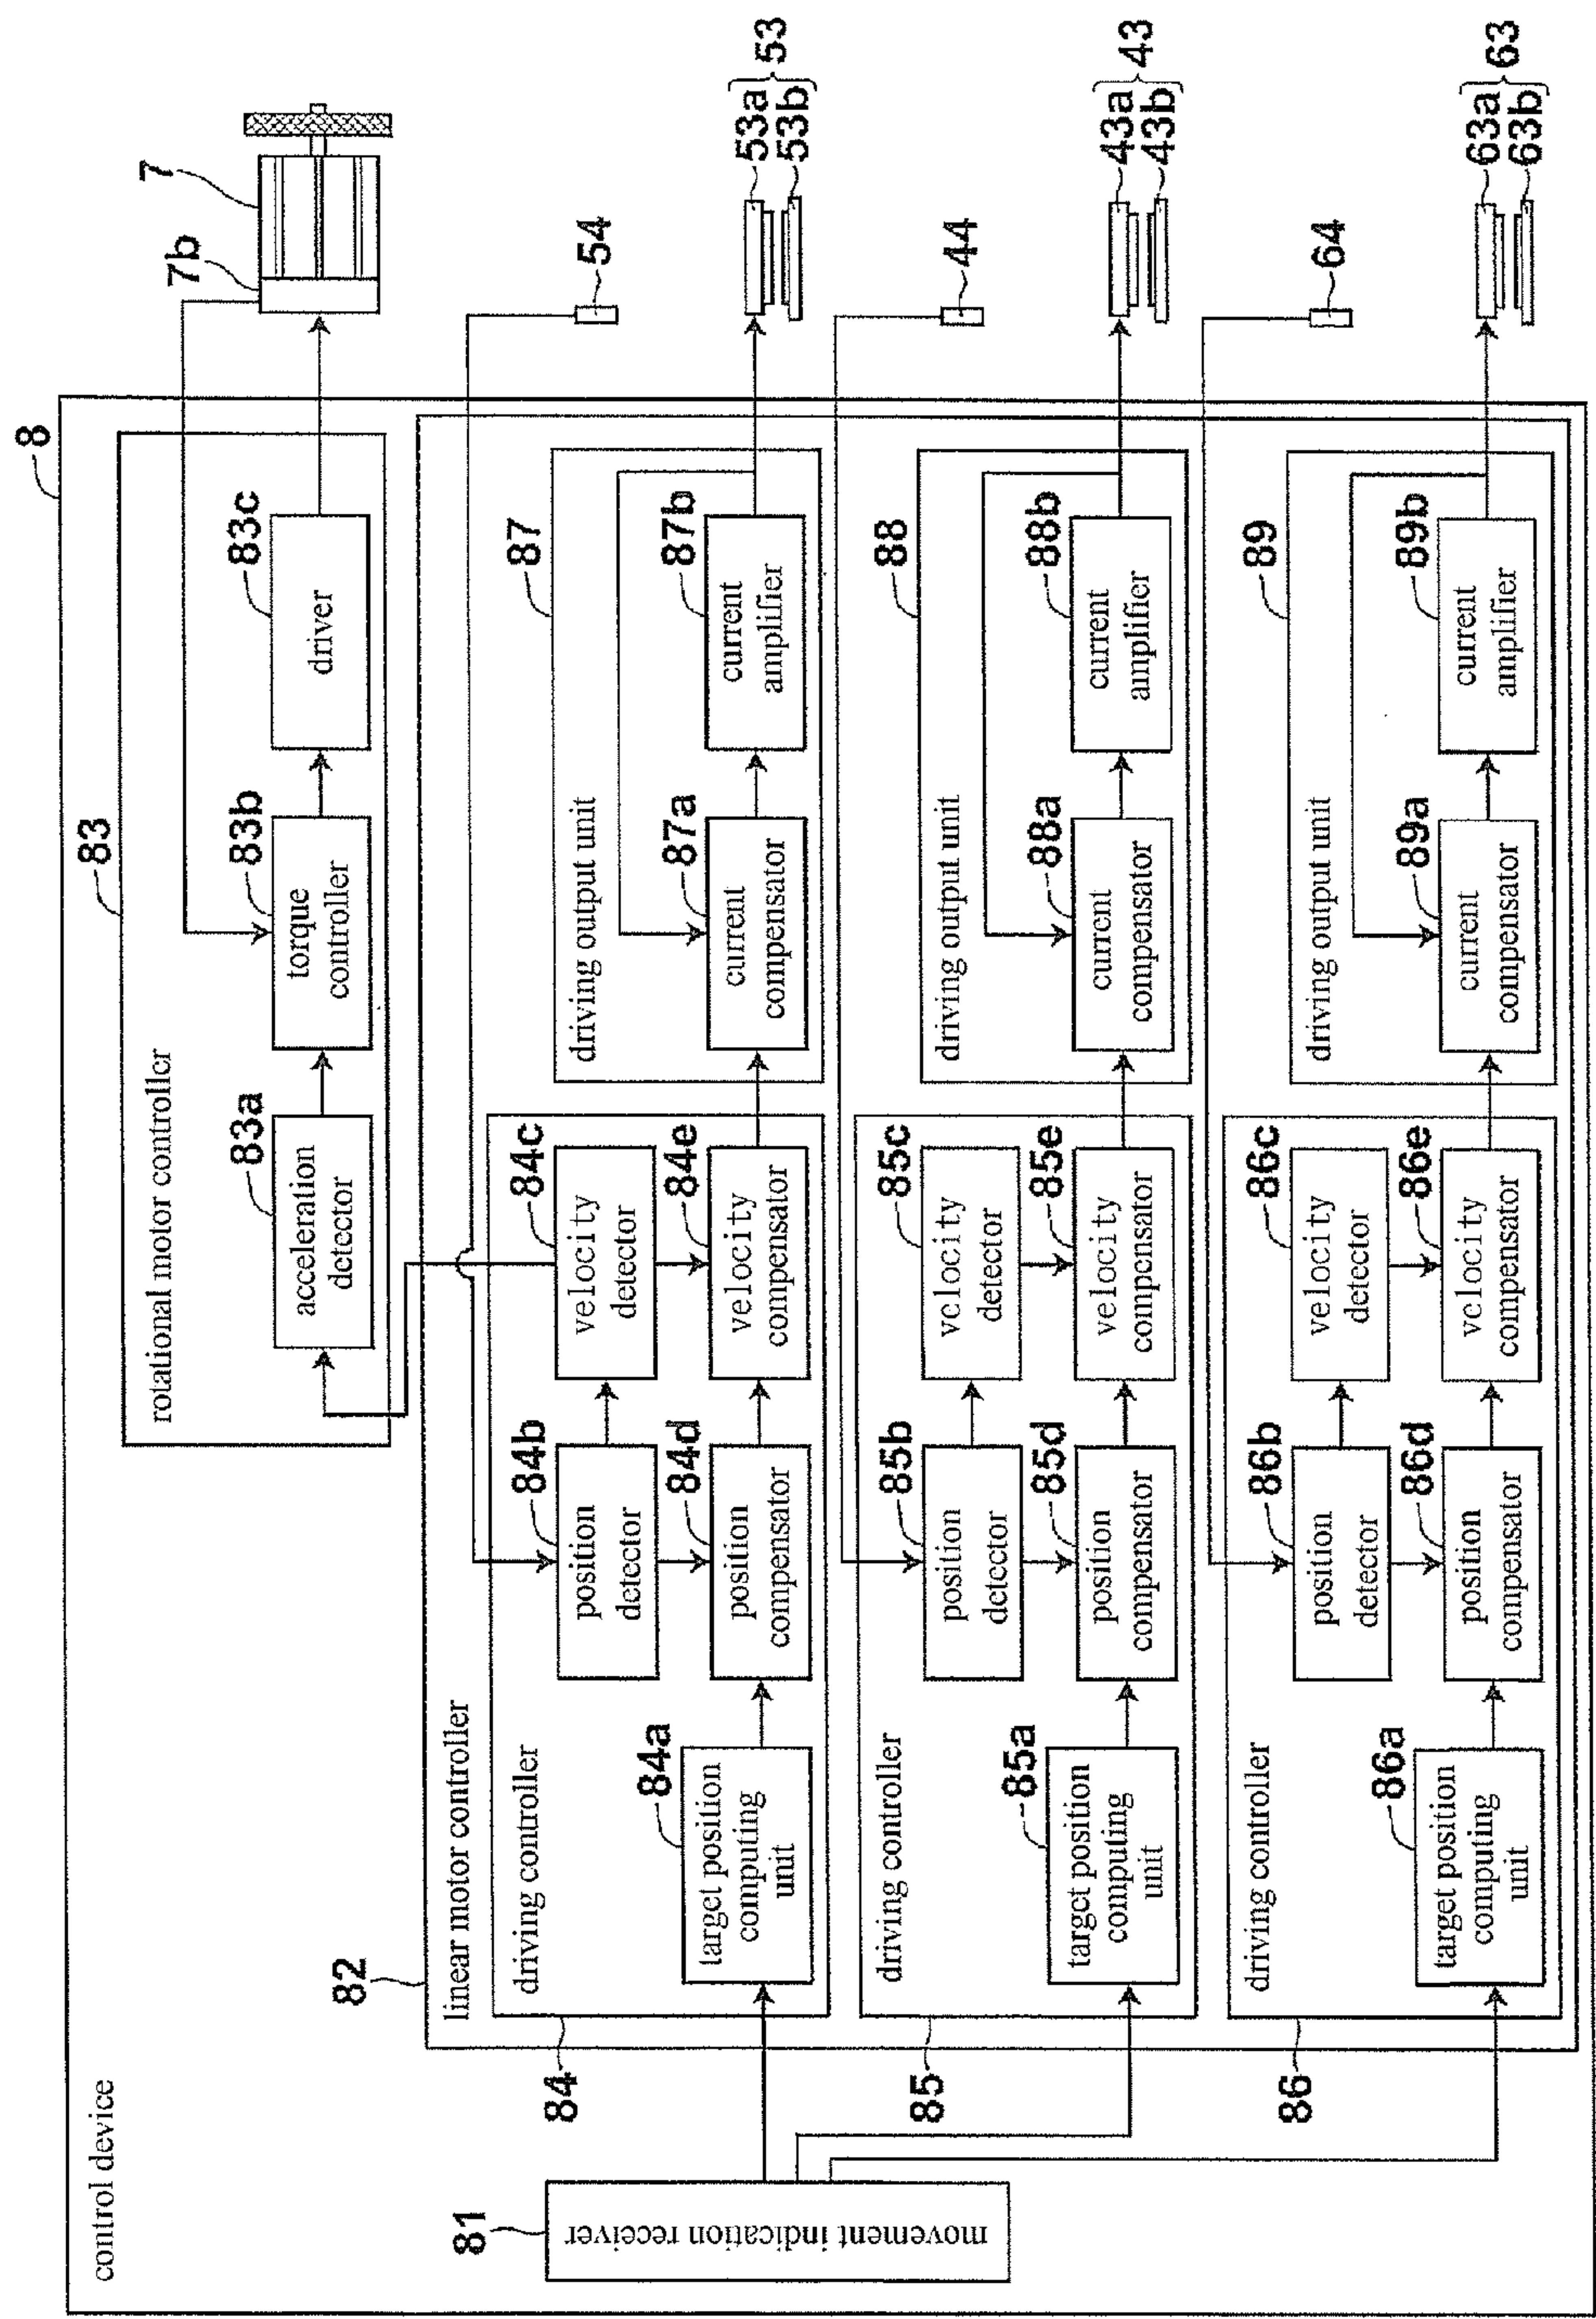 control device
8
83
rotational motor controller
83a
acceleration
detector
83b
torque
controller
83c
driver
7b
7
82
linear motor controller
84
driving controller
84a
target position
computing
unit
84b
position
detector
84c
velocity
detector
84d
position
compensator
84e
velocity
compensator
87
driving output unit
87a
current
compensator
87b
current
amplifier
54
53a
53b
53
85
driving controller
85a
target position
computing
unit
85b
position
detector
85c
velocity
detector
85d
position
compensator
85e
velocity
compensator
88
driving output unit
88a
current
compensator
88b
current
amplifier
44
43a
43b
43
86
driving controller
86a
target position
computing
unit
86b
position
detector
86c
velocity
detector
86d
position
compensator
86e
velocity
compensator
89
driving output unit
89a
current
compensator
89b
current
amplifier
64
63a
63b
63
81
movement indication receiver